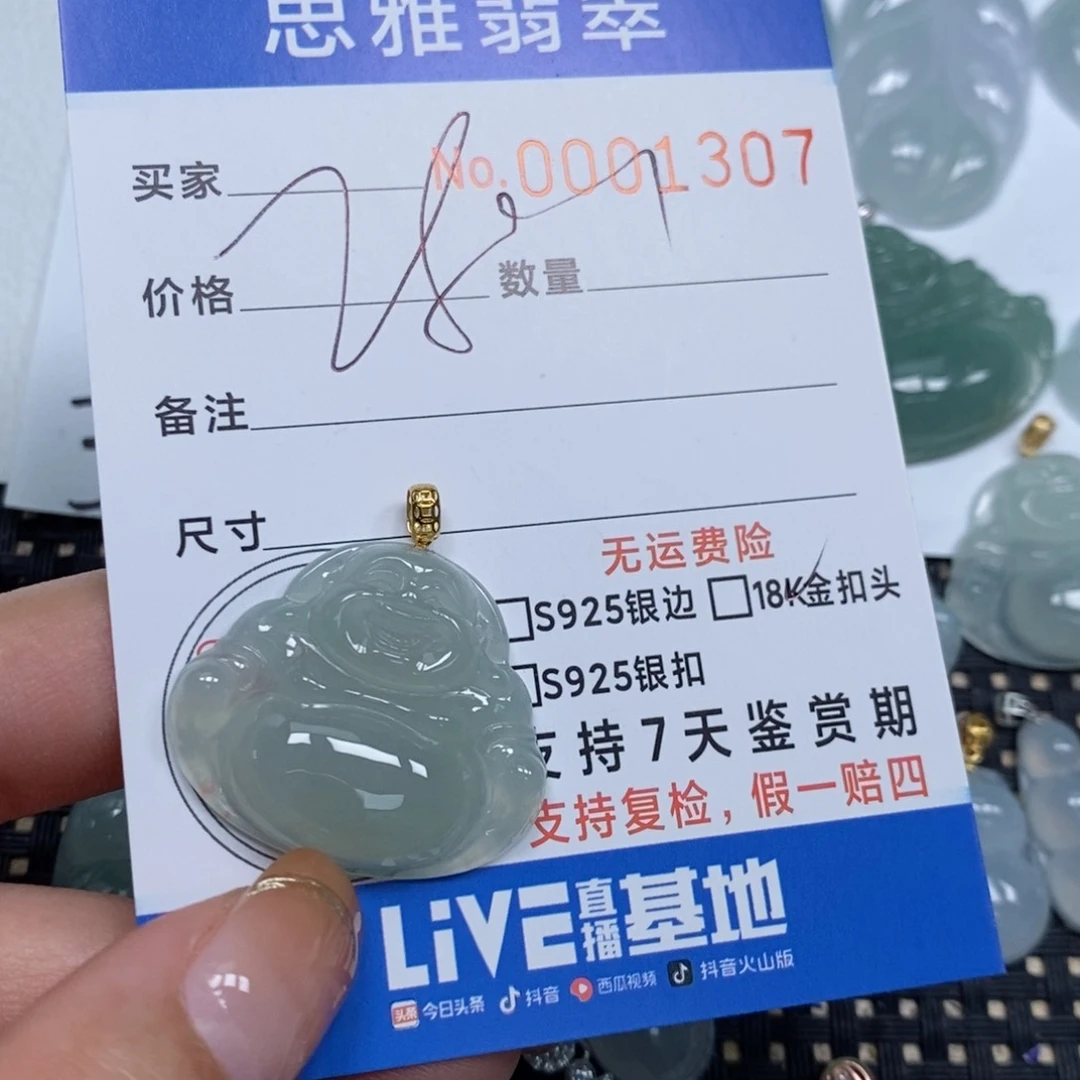 思雅翡翠
买家 No.0001307
价格 数量
备注
尺寸
无运费险
S925银边 18K金扣头
S925银扣
支持7天鉴赏期
支持复检，假一赔四
LiVE直播基地
头条 今日头条 抖音 西瓜视频 抖音火山版